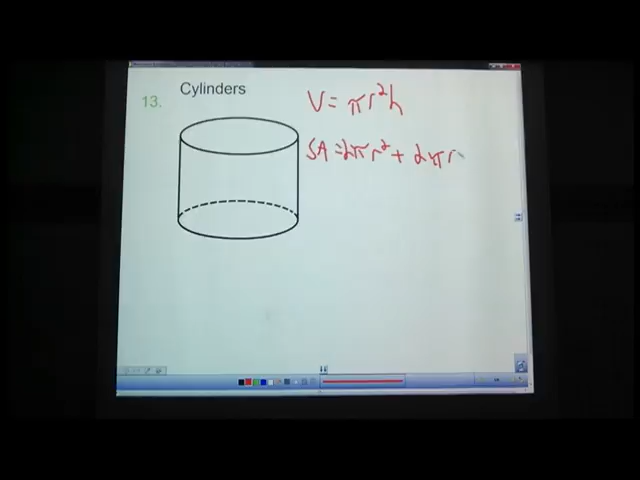 Cylinders
13.
V = πr²h
SA = 2πr² + 2πr